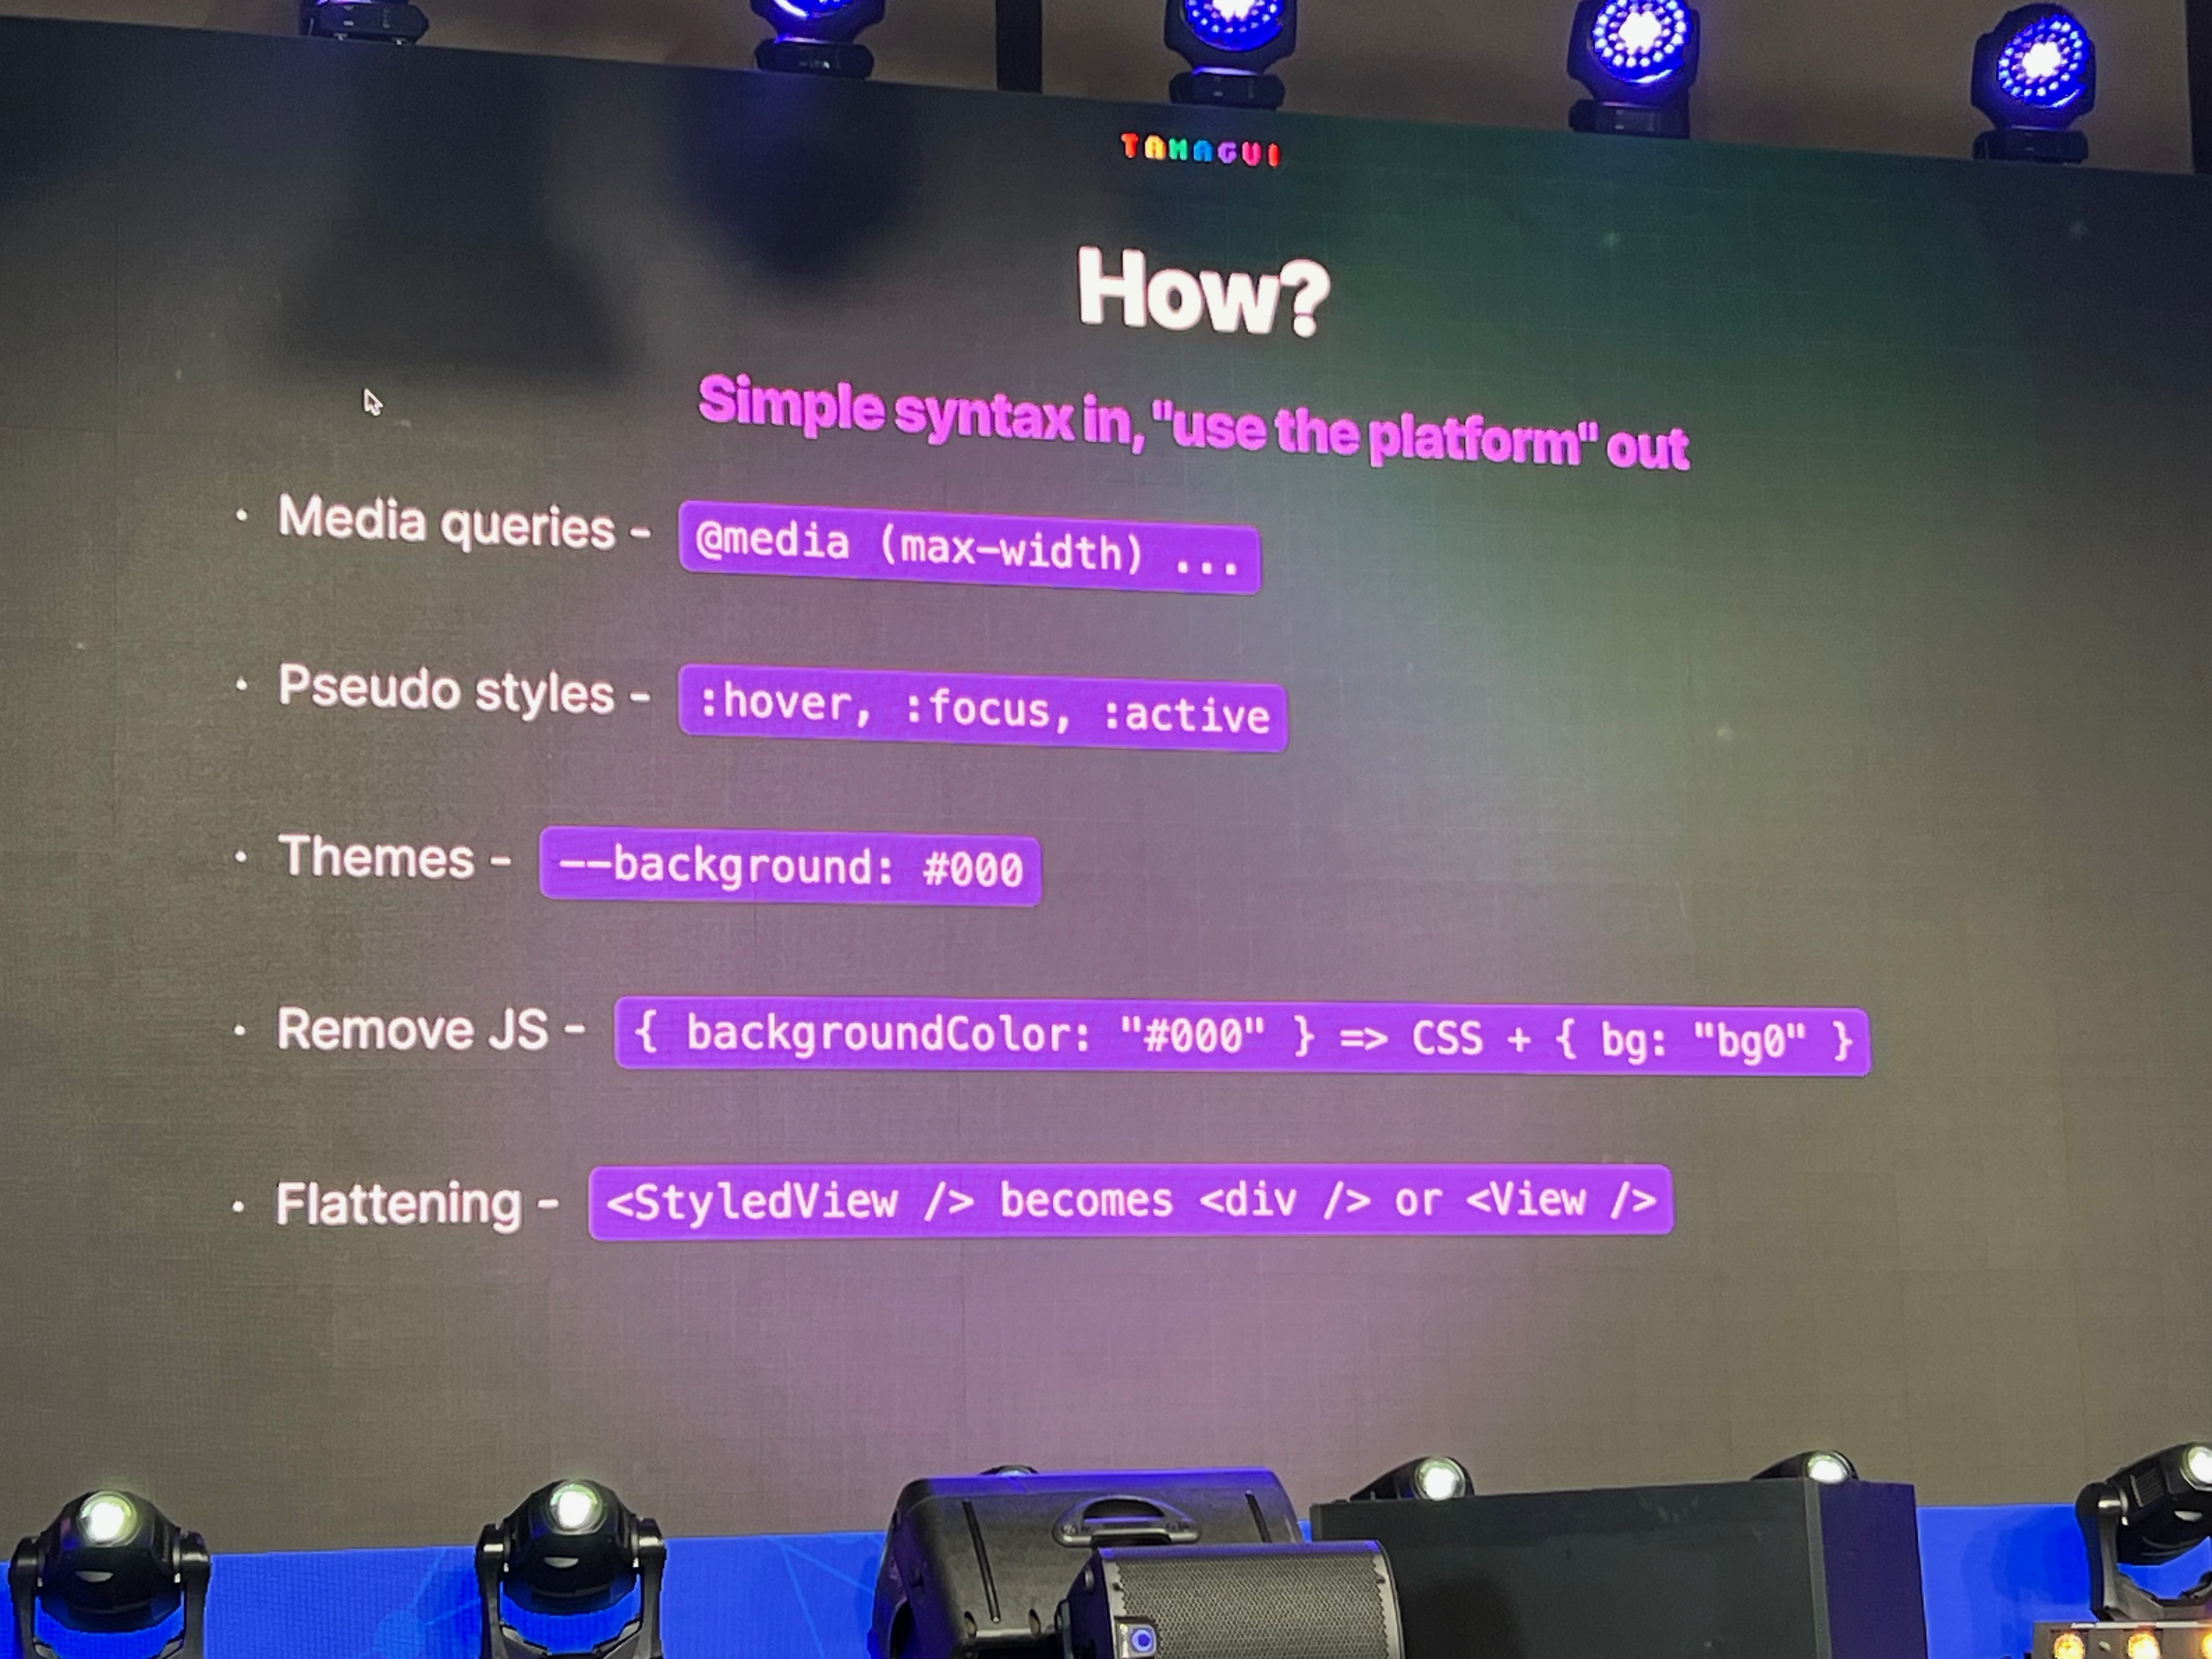 TAMAGUI
How?
Simple syntax in, "use the platform" out
· Media queries - @media (max-width) ...
· Pseudo styles - :hover, :focus, :active
· Themes - --background: #000
· Remove JS - { backgroundColor: "#000" } => CSS + { bg: "bg0" }
· Flattening - <StyledView /> becomes <div /> or <View />